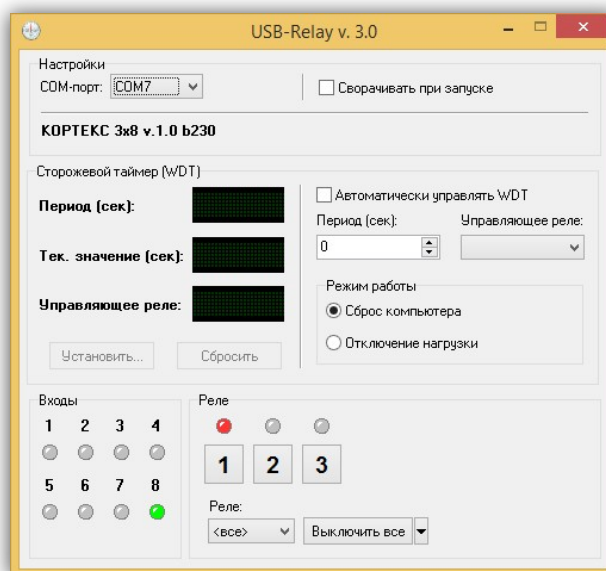 USB-Relay v. 3.0
Настройки
COM-порт: COM7
Сворачивать при запуске
КОРТЕКС 3x8 v.1.0 b230
Сторожевой таймер (WDT)
Период (сек):
Тек. значение (сек):
Управляющее реле:
Установить...
Сбросить
Автоматически управлять WDT
Период (сек):
Управляющее реле:
0
Режим работы
Сброс компьютера
Отключение нагрузки
Входы
1 2 3 4
5 6 7 8
Реле
1 2 3
Реле:
<все>
Выключить все